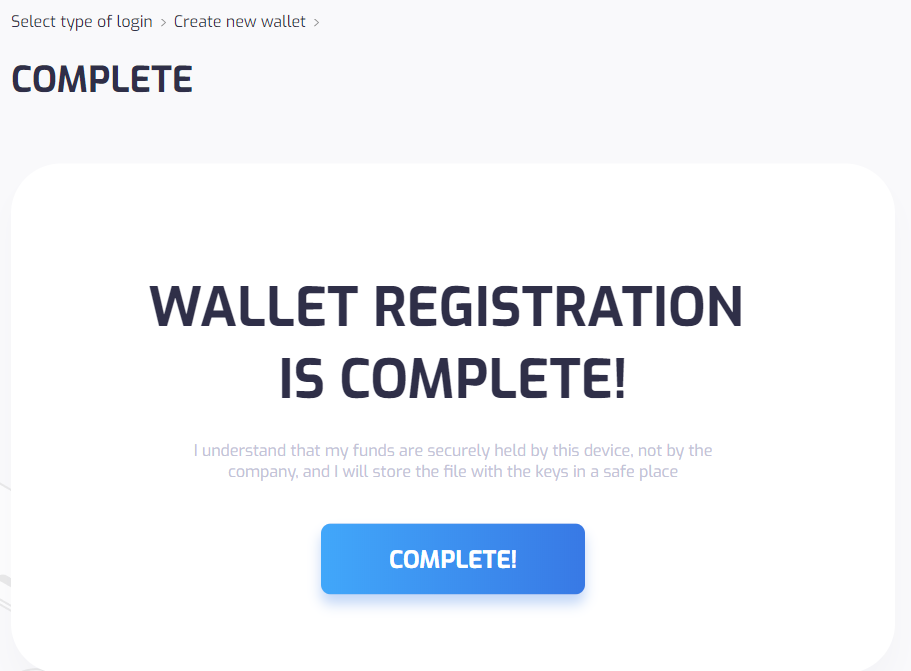 Select type of login > Create new wallet >
COMPLETE
WALLET REGISTRATION
IS COMPLETE!
I understand that my funds are securely held by this device, not by the
company, and I will store the file with the keys in a safe place
COMPLETE!